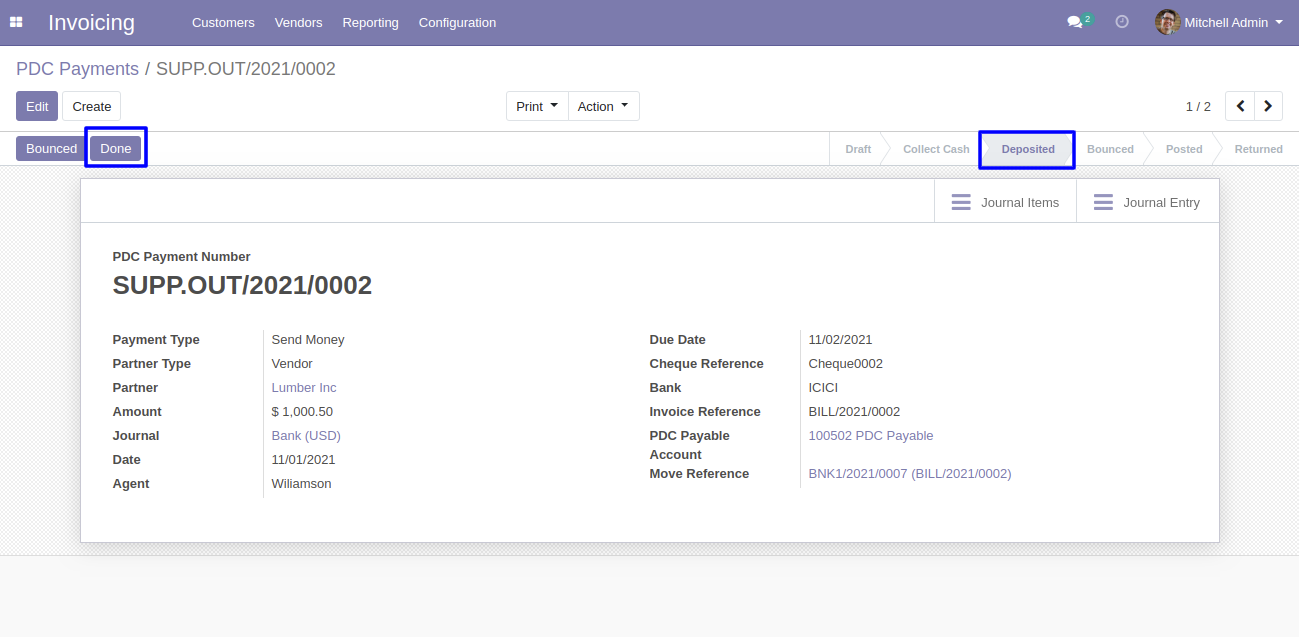 Invoicing Customers Vendors Reporting Configuration 2 Mitchell Admin
PDC Payments / SUPP.OUT/2021/0002
Edit Create Print Action 1 / 2
Bounced Done Draft Collect Cash Deposited Bounced Posted Returned
Journal Items Journal Entry
PDC Payment Number
SUPP.OUT/2021/0002
Payment Type Send Money Due Date 11/02/2021
Partner Type Vendor Cheque Reference Cheque0002
Partner Lumber Inc Bank ICICI
Amount $ 1,000.50 Invoice Reference BILL/2021/0002
Journal Bank (USD) PDC Payable 100502 PDC Payable
Account
Date 11/01/2021 Move Reference BNK1/2021/0007 (BILL/2021/0002)
Agent Wiliamson